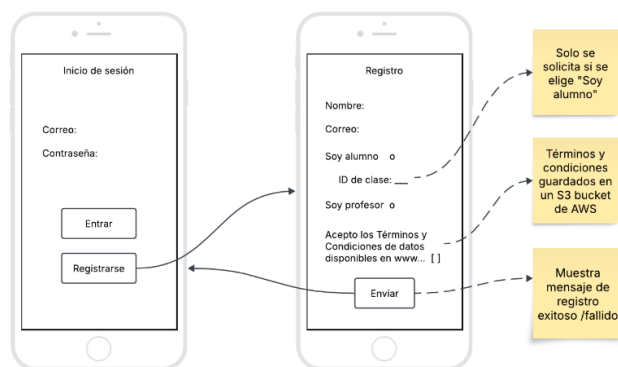 Inicio de sesión
Correo:
Contraseña:
Entrar
Registrarse
Registro
Nombre:
Correo:
Soy alumno o
ID de clase: __
Soy profesor o
Acepto los Términos y
Condiciones de datos
disponibles en www... [ ]
Enviar
Solo se
solicita si se
elige "Soy
alumno"
Términos y
condiciones
guardados en
un S3 bucket
de AWS
Muestra
mensaje de
registro
exitoso /fallido